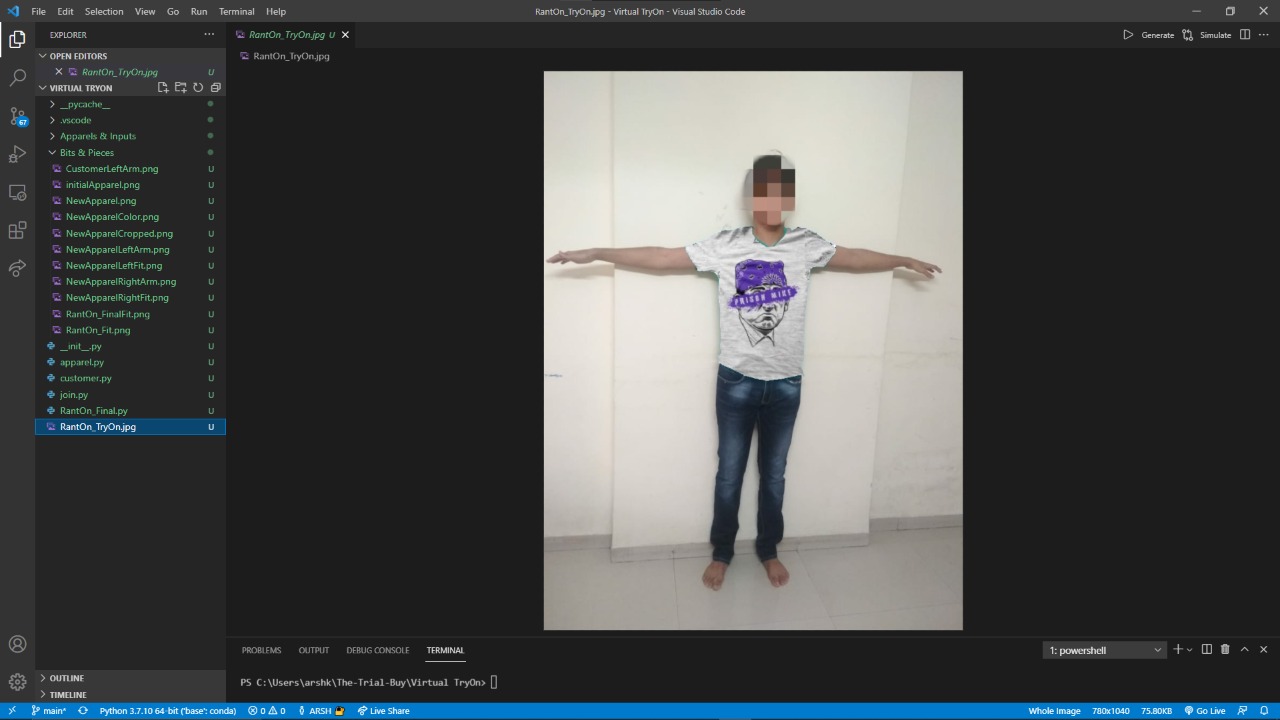 File Edit Selection View Go Run Terminal Help RantOn_TryOn.jpg - Virtual TryOn - Visual Studio Code
EXPLORER
OPEN EDITORS
RantOn_TryOn.jpg U
VIRTUAL TRYON
__pycache__
.vscode
Apparels & Inputs
Bits & Pieces
CustomerLeftArm.png U
initialApparel.png U
NewApparel.png U
NewApparelColor.png U
NewApparelCropped.png U
NewApparelLeftArm.png U
NewApparelLeftFit.png U
NewApparelRightArm.png U
NewApparelRightFit.png U
RantOn_FinalFit.png U
RantOn_Fit.png U
__init__.py U
apparel.py U
customer.py U
join.py U
RantOn_Final.py U
RantOn_TryOn.jpg U
OUTLINE
TIMELINE
67
RantOn_TryOn.jpg U
Generate Simulate
RantOn_TryOn.jpg
PRISON MIKE
PROBLEMS OUTPUT DEBUG CONSOLE TERMINAL
1: powershell
PS C:\Users\arshk\The-Trial-Buy\Virtual TryOn>
main* Python 3.7.10 64-bit ('base': conda) 0 0 ARSH Live Share Whole Image 780x1040 75.80KB Go Live